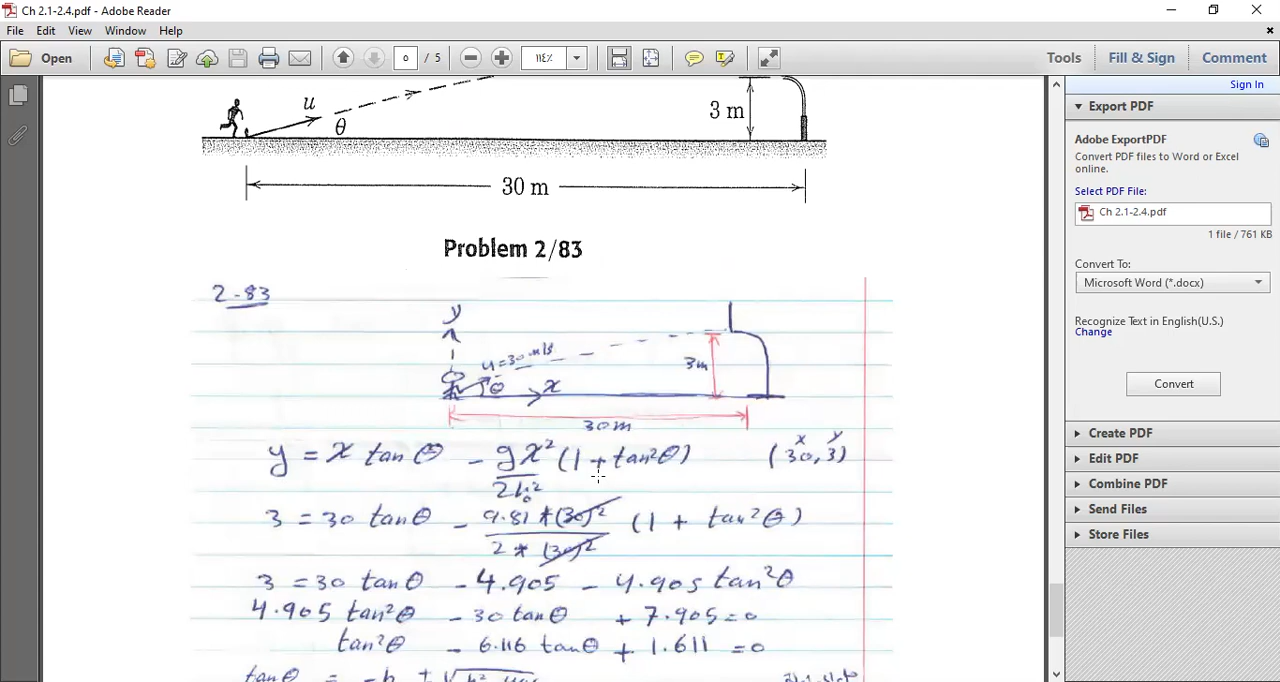 Ch 2.1-2.4.pdf - Adobe Reader
File Edit View Window Help
Open
/ 5
Tools
Fill & Sign
Comment
Sign In
Export PDF
Adobe ExportPDF
Convert PDF files to Word or Excel
online.
Select PDF File:
Ch 2.1-2.4.pdf
1 file / 761 KB
Convert To:
Microsoft Word (*.docx)
Recognize Text in English(U.S.)
Change
Convert
Create PDF
Edit PDF
Combine PDF
Send Files
Store Files
u
θ
3 m
30 m
Problem 2/83
2-83
y
u=30 m/s
θ
x
3m
30m
y = x tan θ - gx²/2u₀² (1 + tan²θ)
x y
(30, 3)
3 = 30 tan θ - 9.81 * (30)² / 2 * (30)² (1 + tan²θ)
3 = 30 tan θ - 4.905 - 4.905 tan²θ
4.905 tan²θ - 30 tan θ + 7.905 = 0
tan²θ - 6.116 tan θ + 1.611 = 0
tan θ = -b ± √